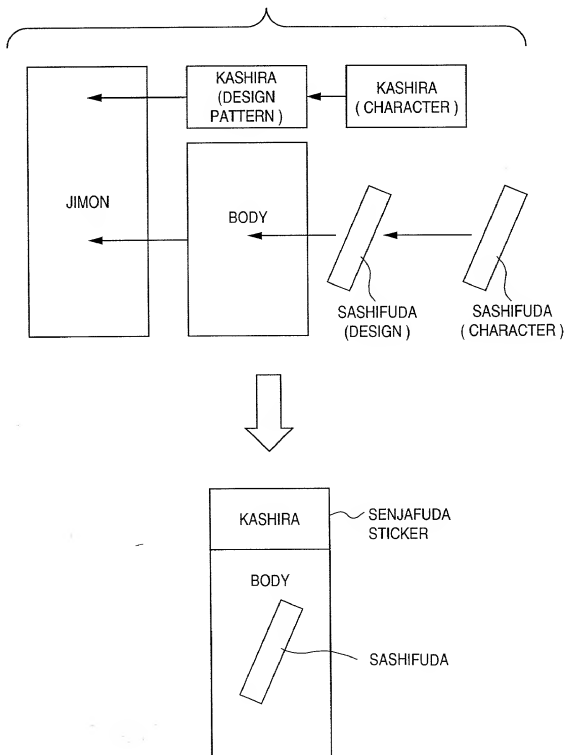 KASHIRA
(DESIGN
PATTERN )
KASHIRA
( CHARACTER )
JIMON
BODY
SASHIFUDA
(DESIGN )
SASHIFUDA
( CHARACTER )
KASHIRA
SENJAFUDA
STICKER
BODY
SASHIFUDA